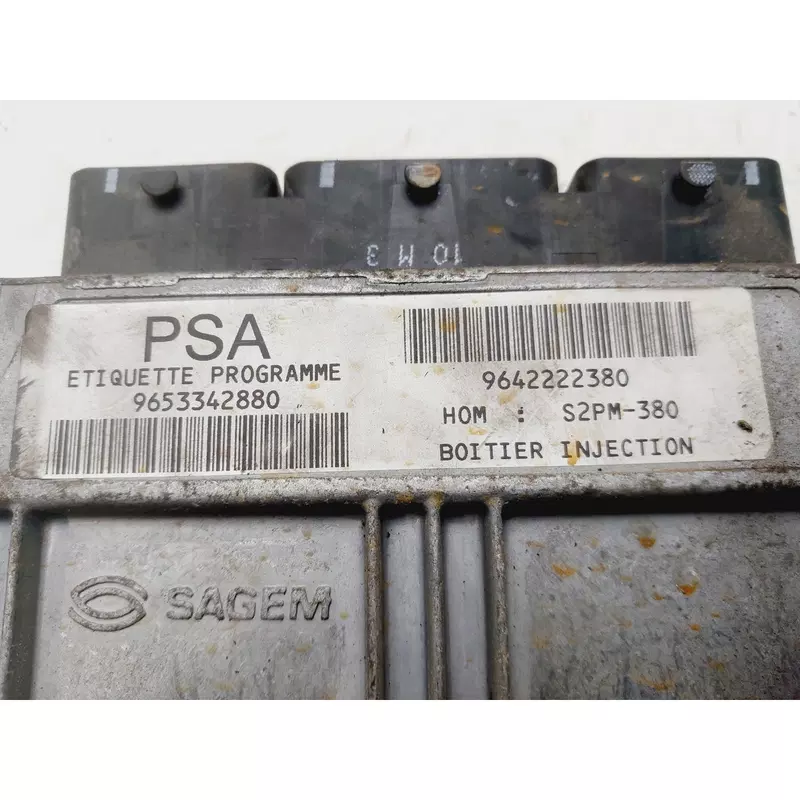 10 M 3
PSA
ETIQUETTE PROGRAMME
9653342880
9642222380
HOM : S2PM-380
BOITIER INJECTION
SAGEM